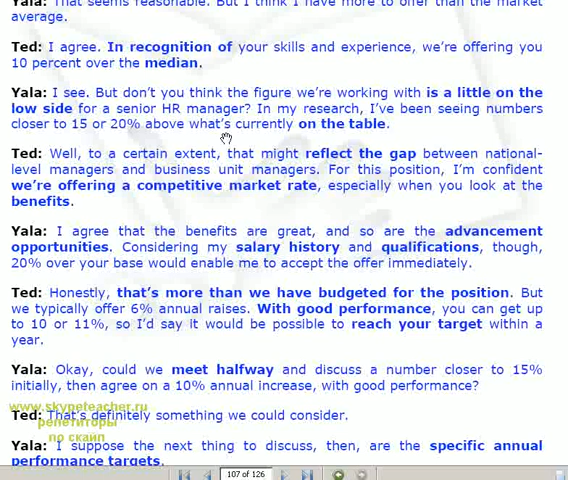 Yala: That seems reasonable. But I think I have more to offer than the market
average.
Ted: I agree. In recognition of your skills and experience, we're offering you
10 percent over the median.
Yala: I see. But don't you think the figure we're working with is a little on the
low side for a senior HR manager? In my research, I've been seeing numbers
closer to 15 or 20% above what's currently on the table.
Ted: Well, to a certain extent, that might reflect the gap between national-
level managers and business unit managers. For this position, I'm confident
we're offering a competitive market rate, especially when you look at the
benefits.
Yala: I agree that the benefits are great, and so are the advancement
opportunities. Considering my salary history and qualifications, though,
20% over your base would enable me to accept the offer immediately.
Ted: Honestly, that's more than we have budgeted for the position. But
we typically offer 6% annual raises. With good performance, you can get up
to 10 or 11%, so I'd say it would be possible to reach your target within a
year.
Yala: Okay, could we meet halfway and discuss a number closer to 15%
initially, then agree on a 10% annual increase, with good performance?
www.skypeteacher.ru
Ted: That's definitely something we could consider.
репетиторы
по скайп
Yala: I suppose the next thing to discuss, then, are the specific annual
performance targets.
107 of 126